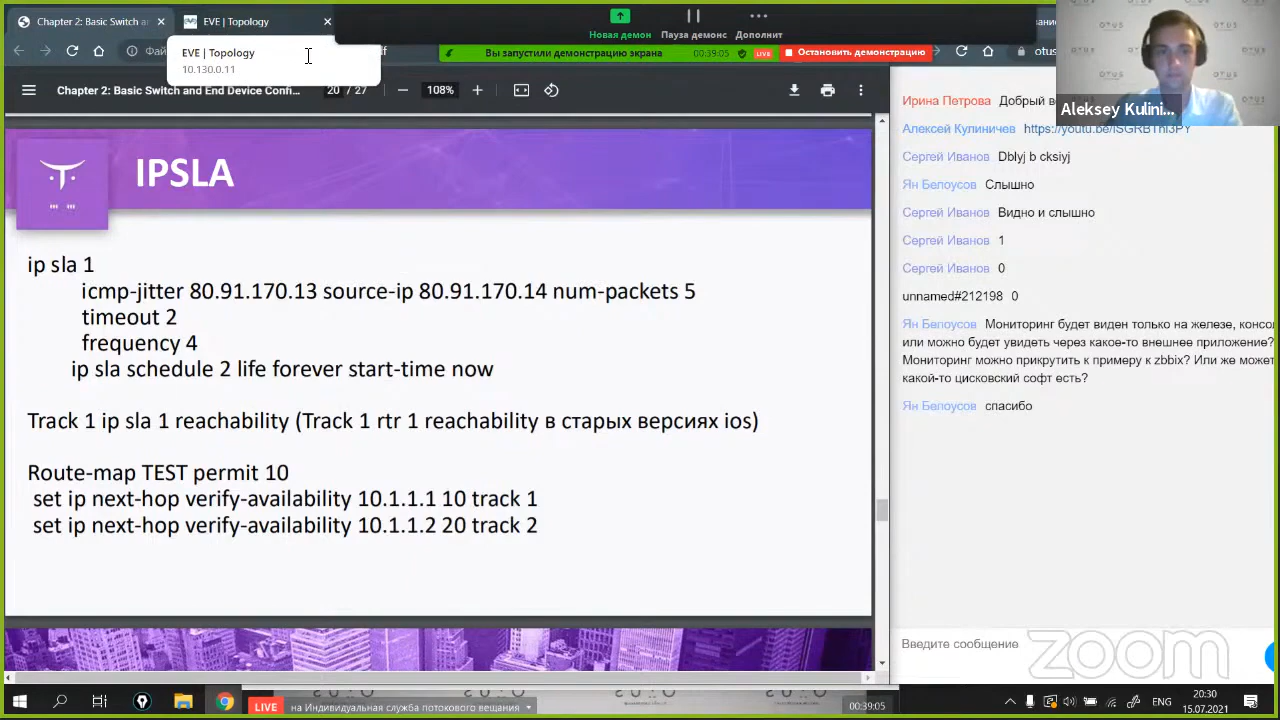 Chapter 2: Basic Switch and
EVE | Topology
EVE | Topology
10.130.0.11
Новая демон
Пауза демонс
Дополнит
Вы запустили демонстрацию экрана
00:39:05
LIVE
Остановить демонстрацию
otus
Chapter 2: Basic Switch and End Device Confi...
20 / 27
108%
IPSLA
ip sla 1
icmp-jitter 80.91.170.13 source-ip 80.91.170.14 num-packets 5
timeout 2
frequency 4
ip sla schedule 2 life forever start-time now
Track 1 ip sla 1 reachability (Track 1 rtr 1 reachability в старых версиях ios)
Route-map TEST permit 10
set ip next-hop verify-availability 10.1.1.1 10 track 1
set ip next-hop verify-availability 10.1.1.2 20 track 2
Aleksey Kulini...
Ирина Петрова Добрый
Алексей Кулиничев
Сергей Иванов Dblyj b cksiyj
Ян Белоусов Слышно
Сергей Иванов Видно и слышно
Сергей Иванов 1
Сергей Иванов 0
unnamed#212198 0
Ян Белоусов Мониторинг будет виден только на железе, консо
или можно будет увидеть через какое-то внешнее приложение?
Мониторинг можно прикрутить к примеру к zbbix? Или же может
какой-то цисковский софт есть?
Ян Белоусов спасибо
Введите сообщение
zoom
LIVE
на Индивидуальная служба потокового вещания
00:39:05
ENG
20:30
15.07.2021